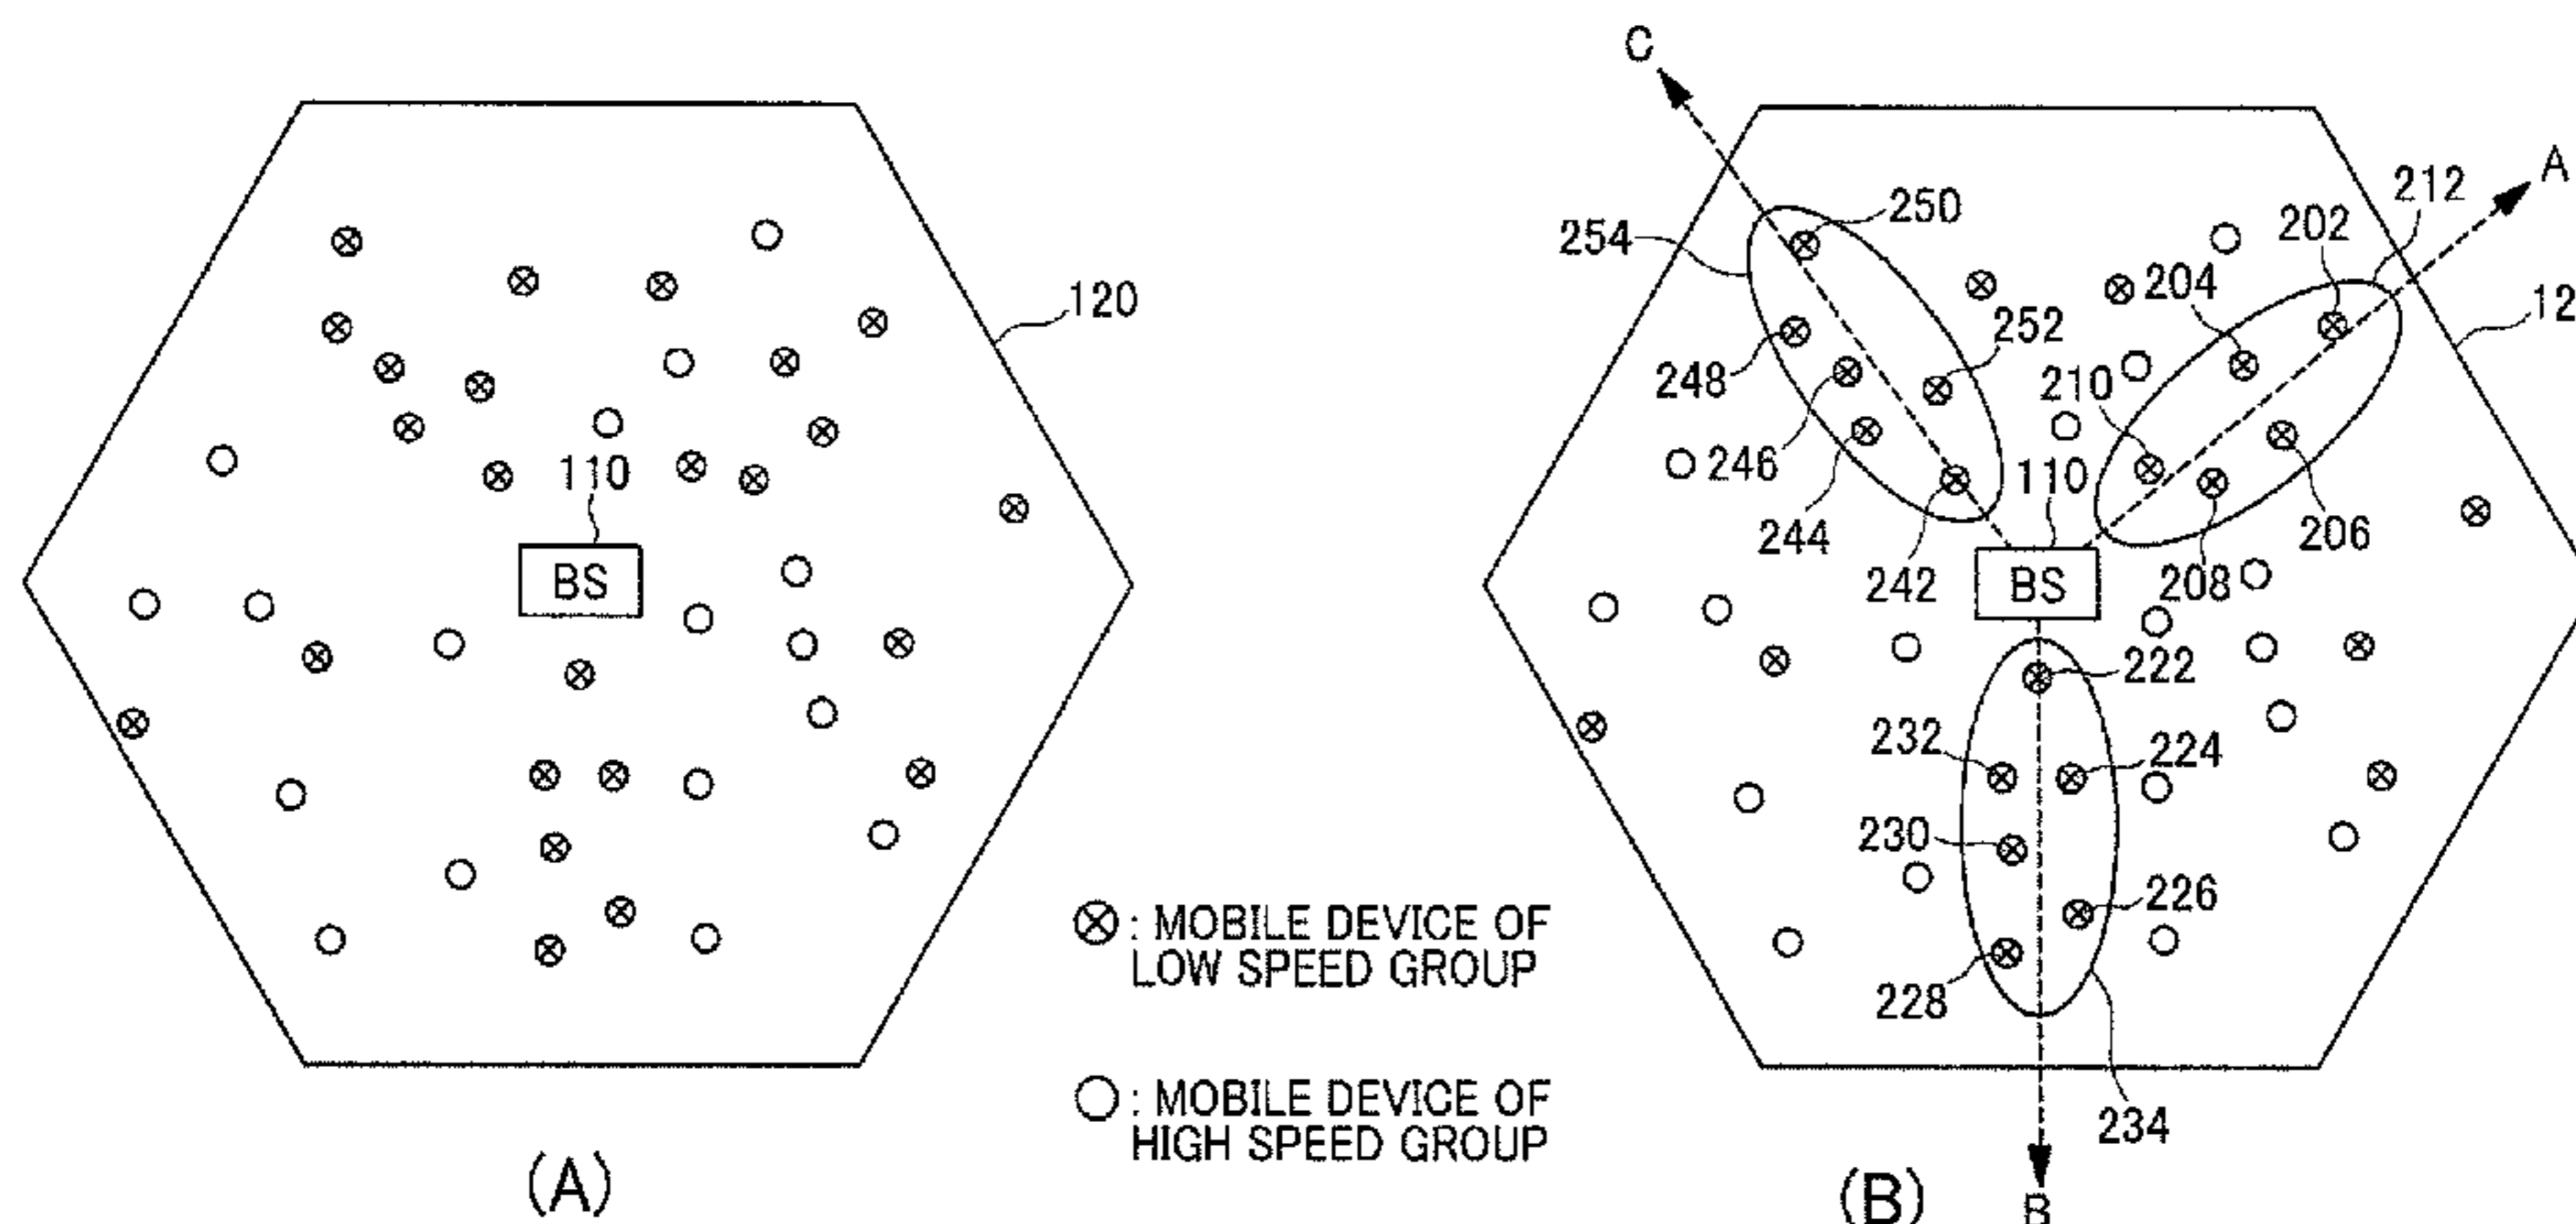 120
110
BS
(A)
⊗: MOBILE DEVICE OF
LOW SPEED GROUP
○: MOBILE DEVICE OF
HIGH SPEED GROUP
C
A
212
250
202
254
204
12
252
248
210
246
110
244
206
242
208
BS
222
232
224
230
226
228
234
B
(B)